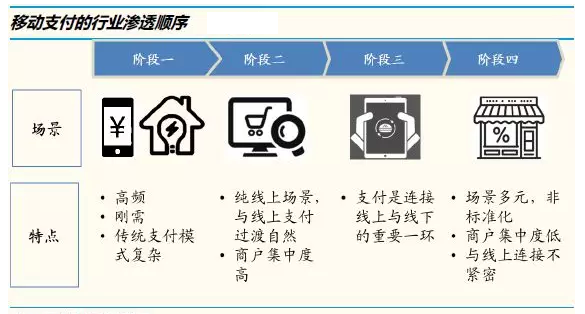 移动支付的行业渗透顺序
阶段一
阶段二
阶段三
阶段四
场景
¥
%
特点
• 高频
• 刚需
• 传统支付模
式复杂
• 纯线上场景，
与线上支付
过渡自然
• 商户集中度
高
• 支付是连接
线上与线下
的重要一环
• 场景多元，非
标准化
• 商户集中度低
• 与线上连接不
紧密